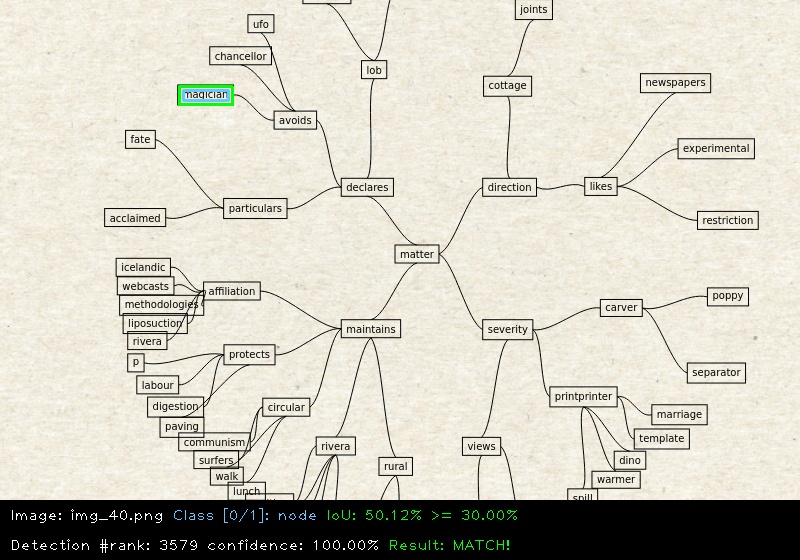 joints
ufo
chancellor
lob
cottage
newspapers
magician
avoids
fate
experimental
declares
direction
likes
particulars
acclaimed
restriction
matter
icelandic
webcasts
affiliation
methodologies
poppy
carver
liposuction
maintains
severity
rivera
p
protects
separator
labour
printprinter
digestion
circular
marriage
paving
template
communism
rivera
views
surfers
rural
dino
walk
warmer
lunch
spill
Image: img_40.png Class [0/1]: node IoU: 50.12% >= 30.00%
Detection #rank: 3579 confidence: 100.00% Result: MATCH!